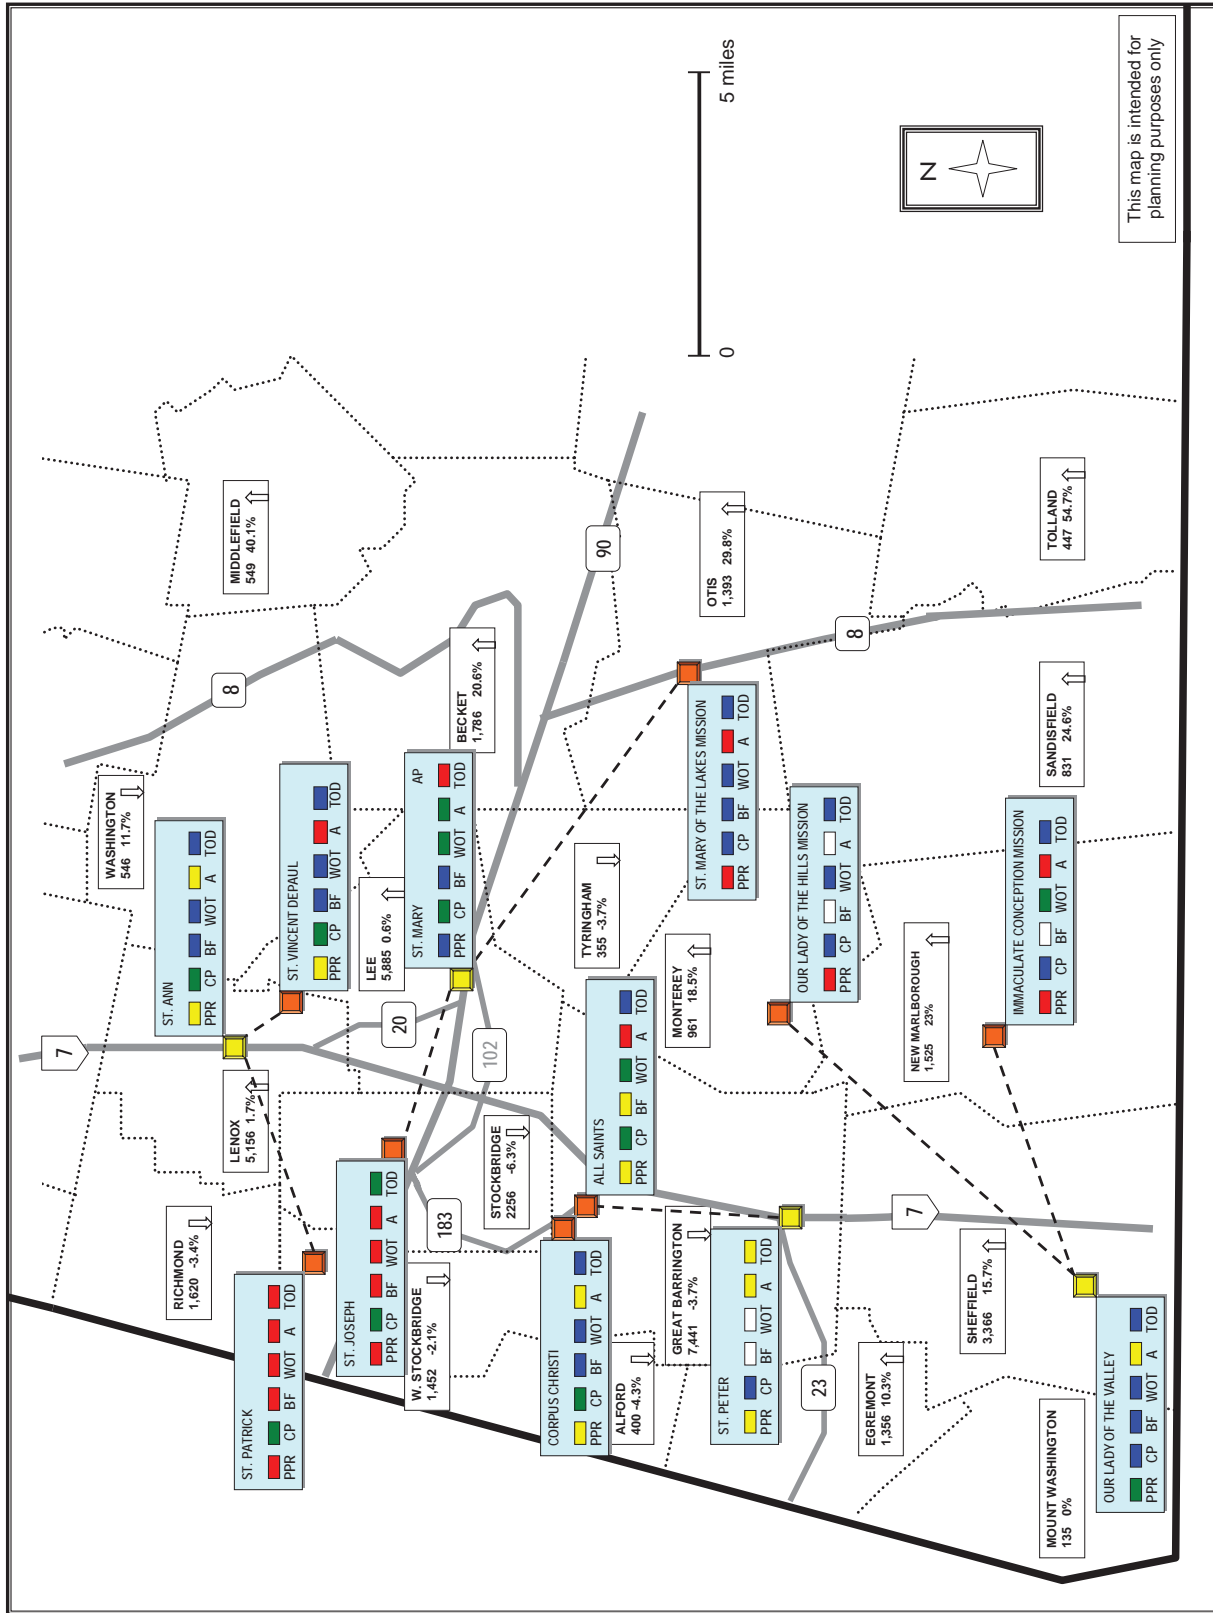 WASHINGTON
546 11.7%
MIDDLEFIELD
549 40.1%
8
7
ST. ANN
PPR CP BF WOT A TOD
ST. VINCENT DEPAUL
PPR CP BF WOT A TOD
LENOX
5,156 1.7%
RICHMOND
1,620 -3.4%
ST. PATRICK
PPR CP BF WOT A TOD
20
LEE
5,885 0.6%
ST. MARY AP
PPR CP BF WOT A TOD
BECKET
1,786 20.6%
90
102
ST. JOSEPH
PPR CP BF WOT A TOD
183
W. STOCKBRIDGE
1,452 -2.1%
STOCKBRIDGE
2256 -6.3%
TYRINGHAM
355 -3.7%
CORPUS CHRISTI
PPR CP BF WOT A TOD
ALL SAINTS
PPR CP BF WOT A TOD
ALFORD
400 -4.3%
GREAT BARRINGTON
7,441 -3.7%
MONTEREY
961 18.5%
ST. MARY OF THE LAKES MISSION
PPR CP BF WOT A TOD
OTIS
1,393 29.8%
8
0 5 miles
ST. PETER
PPR CP BF WOT A TOD
OUR LADY OF THE HILLS MISSION
PPR CP BF WOT A TOD
23
7
EGREMONT
1,356 10.3%
SHEFFIELD
3,366 15.7%
NEW MARLBOROUGH
1,525 23%
N
IMMACULATE CONCEPTION MISSION
PPR CP BF WOT A TOD
SANDISFIELD
831 24.6%
TOLLAND
447 54.7%
MOUNT WASHINGTON
135 0%
OUR LADY OF THE VALLEY
PPR CP BF WOT A TOD
This map is intended for
planning purposes only